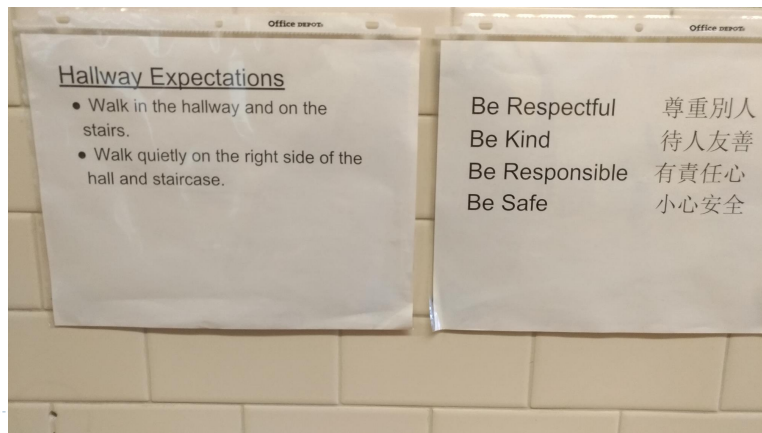 Office DEPOT
Hallway Expectations
• Walk in the hallway and on the
stairs.
• Walk quietly on the right side of the
hall and staircase.
Office DEPOT
Be Respectful 尊重別人
Be Kind 待人友善
Be Responsible 有責任心
Be Safe 小心安全